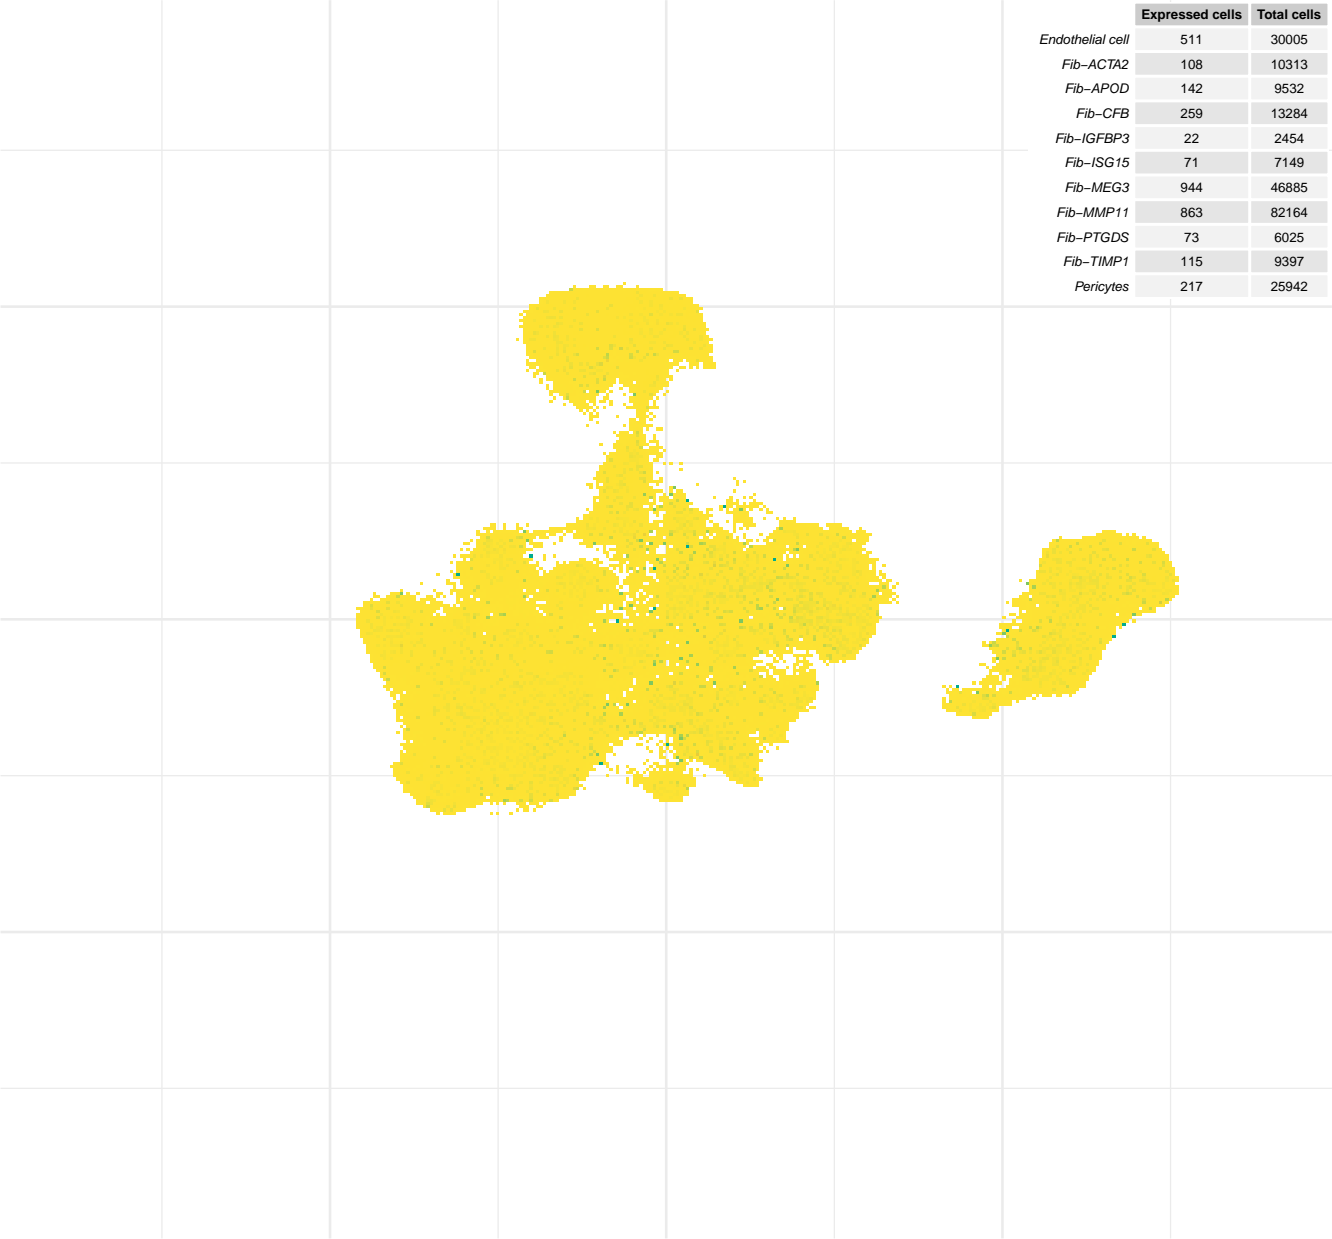 Expressed cells Total cells
Endothelial cell 511 30005
Fib−ACTA2 108 10313
Fib−APOD 142 9532
Fib−CFB 259 13284
Fib−IGFBP3 22 2454
Fib−ISG15 71 7149
Fib−MEG3 944 46885
Fib−MMP11 863 82164
Fib−PTGDS 73 6025
Fib−TIMP1 115 9397
Pericytes 217 25942